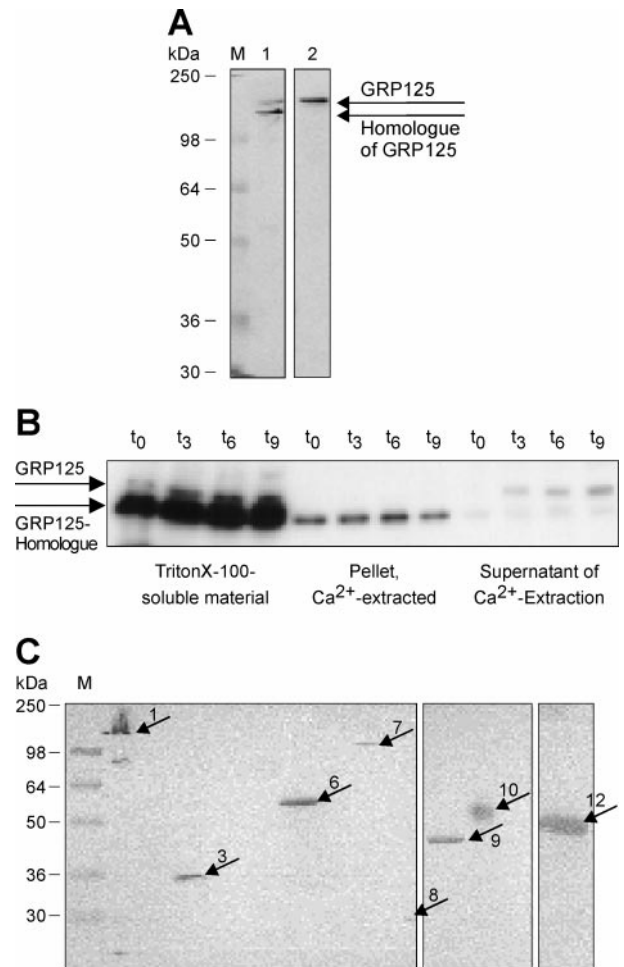 A
kDa M 1 2
250
GRP125
Homologue
of GRP125
98
64
50
36
30
B
t0 t3 t6 t9 t0 t3 t6 t9 t0 t3 t6 t9
GRP125
GRP125-
Homologue
TritonX-100-
soluble material
Pellet,
Ca2+-extracted
Supernatant of
Ca2+-Extraction
C
kDa M
250
1
7
98
64
6
10
50
12
9
3
36
8
30